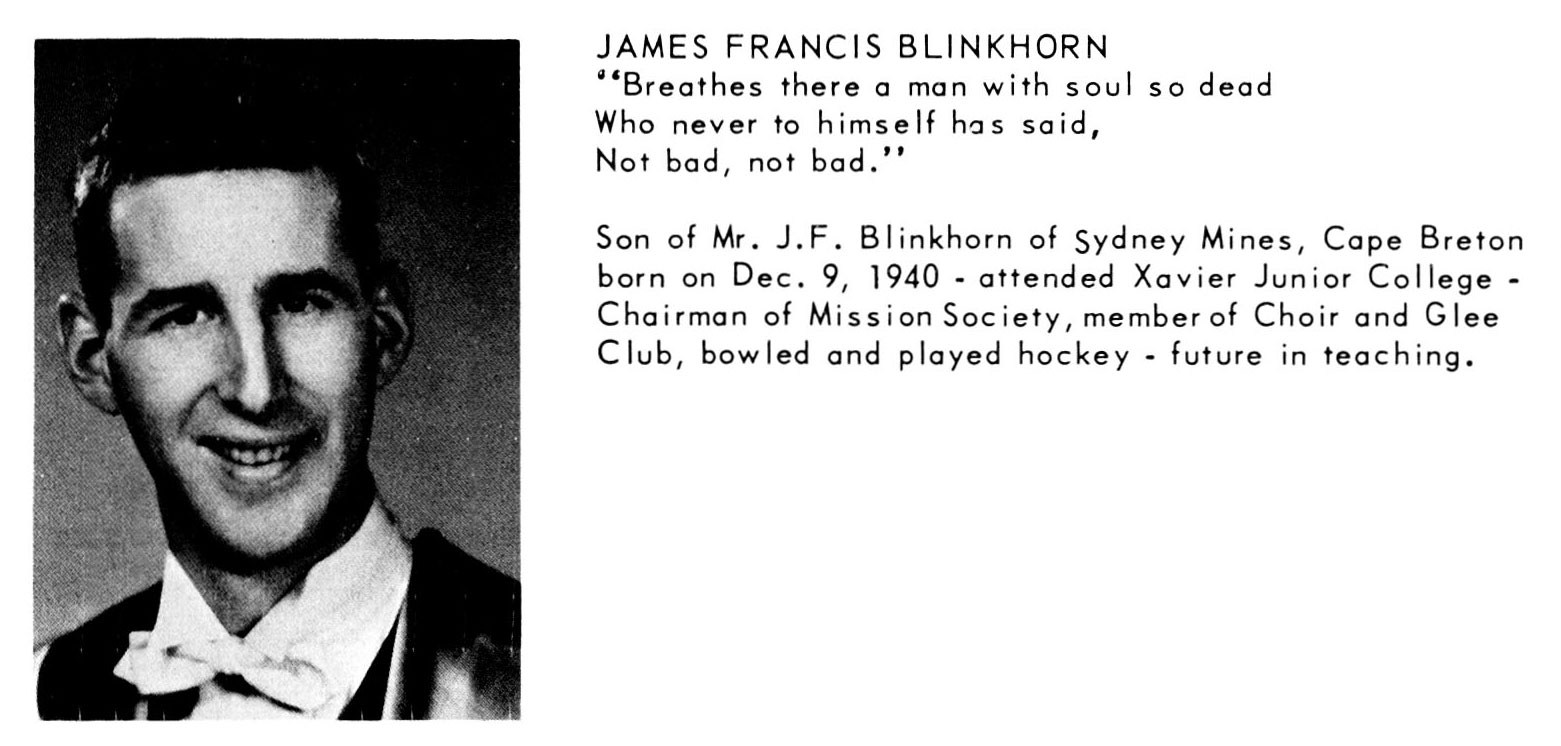 JAMES FRANCIS BLINKHORN
“Breathes there a man with soul so dead
Who never to himself has said,
Not bad, not bad.”
Son of Mr. J.F. Blinkhorn of Sydney Mines, Cape Breton
born on Dec. 9, 1940 - attended Xavier Junior College -
Chairman of Mission Society, member of Choir and Glee
Club, bowled and played hockey - future in teaching.